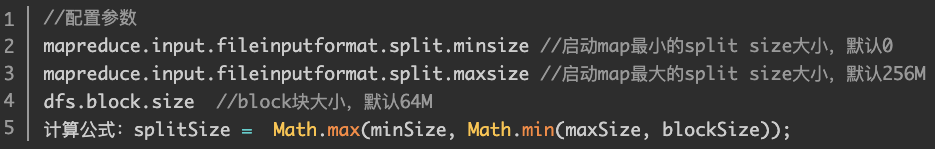 1 //配置参数
2 mapreduce.input.fileinputformat.split.minsize //启动map最小的split size大小，默认0
3 mapreduce.input.fileinputformat.split.maxsize //启动map最大的split size大小，默认256M
4 dfs.block.size  //block块大小，默认64M
5 计算公式：splitSize =  Math.max(minSize, Math.min(maxSize, blockSize));